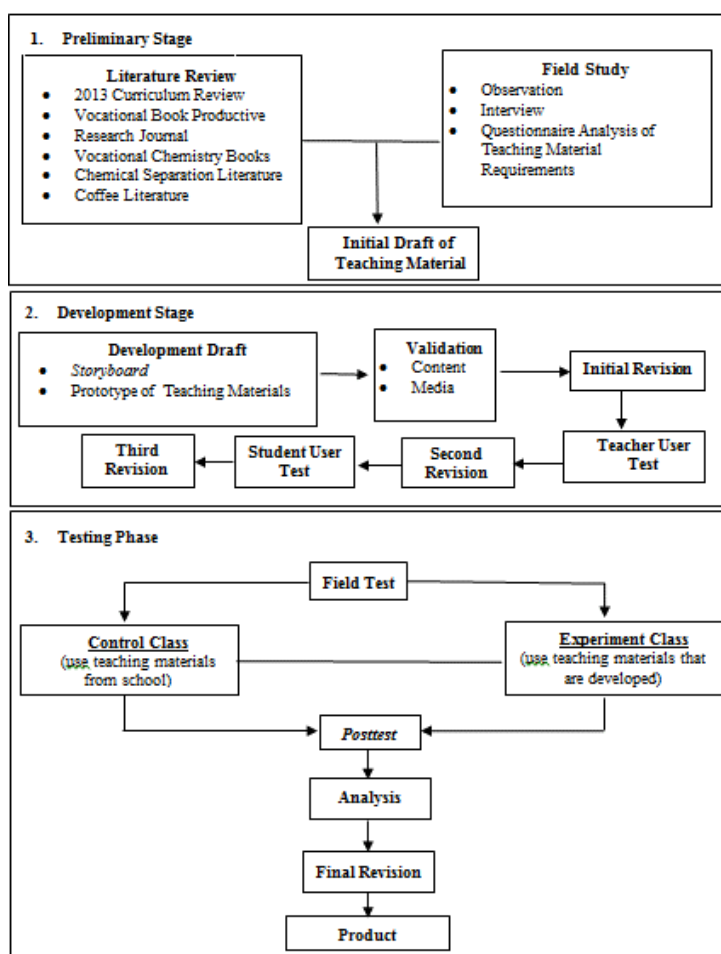 1. Preliminary Stage
Literature Review
• 2013 Curriculum Review
• Vocational Book Productive
• Research Journal
• Vocational Chemistry Books
• Chemical Separation Literature
• Coffee Literature
Field Study
• Observation
• Interview
• Questionnaire Analysis of
Teaching Material
Requirements
Initial Draft of
Teaching Material
2. Development Stage
Development Draft
• Storyboard
• Prototype of Teaching Materials
Validation
• Content
• Media
Initial Revision
Teacher User
Test
Second
Revision
Student User
Test
Third
Revision
3. Testing Phase
Field Test
Control Class
(use teaching materials
from school)
Experiment Class
(use teaching materials that
are developed)
Posttest
Analysis
Final Revision
Product